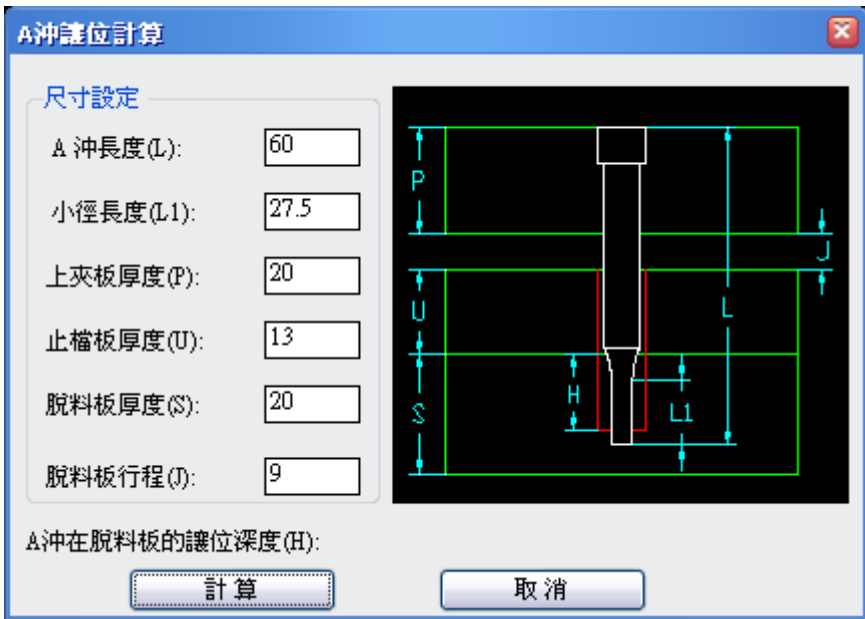 A沖讓位計算
尺寸設定
A 沖長度(L): 60
小徑長度(L1): 27.5
上夾板厚度(P): 20
止檔板厚度(U): 13
脫料板厚度(S): 20
脫料板行程(J): 9
P
J
U
L
H
L1
S
A沖在脫料板的讓位深度(H):
計算 取消